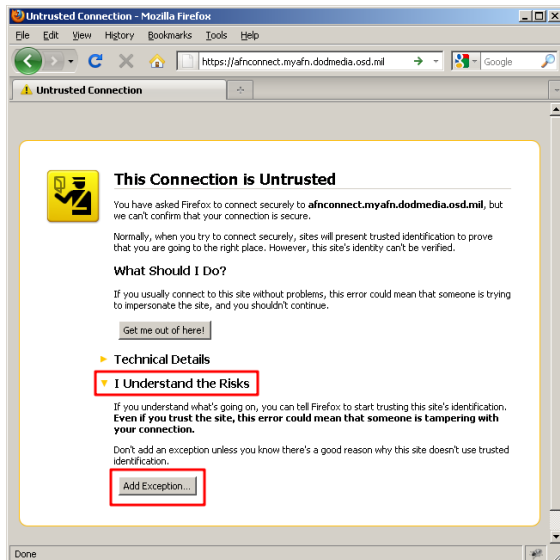 Untrusted Connection - Mozilla Firefox
File Edit View History Bookmarks Tools Help
https://afnconnect.myafn.dodmedia.osd.mil
Google
Untrusted Connection
This Connection is Untrusted
You have asked Firefox to connect securely to afnconnect.myafn.dodmedia.osd.mil, but
we can't confirm that your connection is secure.
Normally, when you try to connect securely, sites will present trusted identification to prove
that you are going to the right place. However, this site's identity can't be verified.
What Should I Do?
If you usually connect to this site without problems, this error could mean that someone is trying
to impersonate the site, and you shouldn't continue.
Get me out of here!
Technical Details
I Understand the Risks
If you understand what's going on, you can tell Firefox to start trusting this site's identification.
Even if you trust the site, this error could mean that someone is tampering with
your connection.
Don't add an exception unless you know there's a good reason why this site doesn't use trusted
identification.
Add Exception...
Done